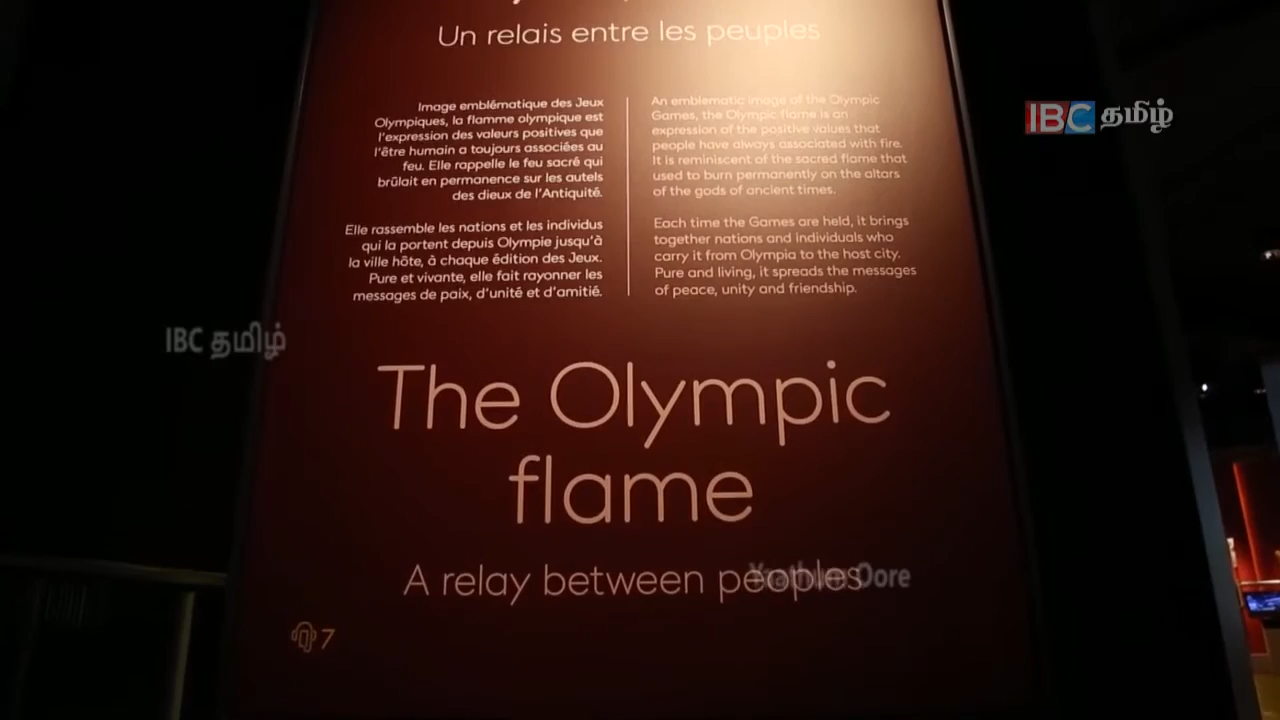 Un relais entre les peuples
Image emblématique des Jeux
Olympiques, la flamme olympique est
l'expression des valeurs positives que
l'être humain a toujours associées au
feu. Elle rappelle le feu sacré qui
brûlait en permanence sur les autels
des dieux de l'Antiquité.
Elle rassemble les nations et les individus
qui la portent depuis Olympie jusqu'à
la ville hôte, à chaque édition des Jeux.
Pure et vivante, elle fait rayonner les
messages de paix, d'unité et d'amitié.
An emblematic image of the Olympic
Games, the Olympic flame is an
expression of the positive values that
people have always associated with fire.
It is reminiscent of the sacred flame that
used to burn permanently on the altars
of the gods of ancient times.
Each time the Games are held, it brings
together nations and individuals who
carry it from Olympia to the host city.
Pure and living, it spreads the messages
of peace, unity and friendship.
The Olympic
flame
A relay between peoples
7
IBC தமிழ்
IBC தமிழ்